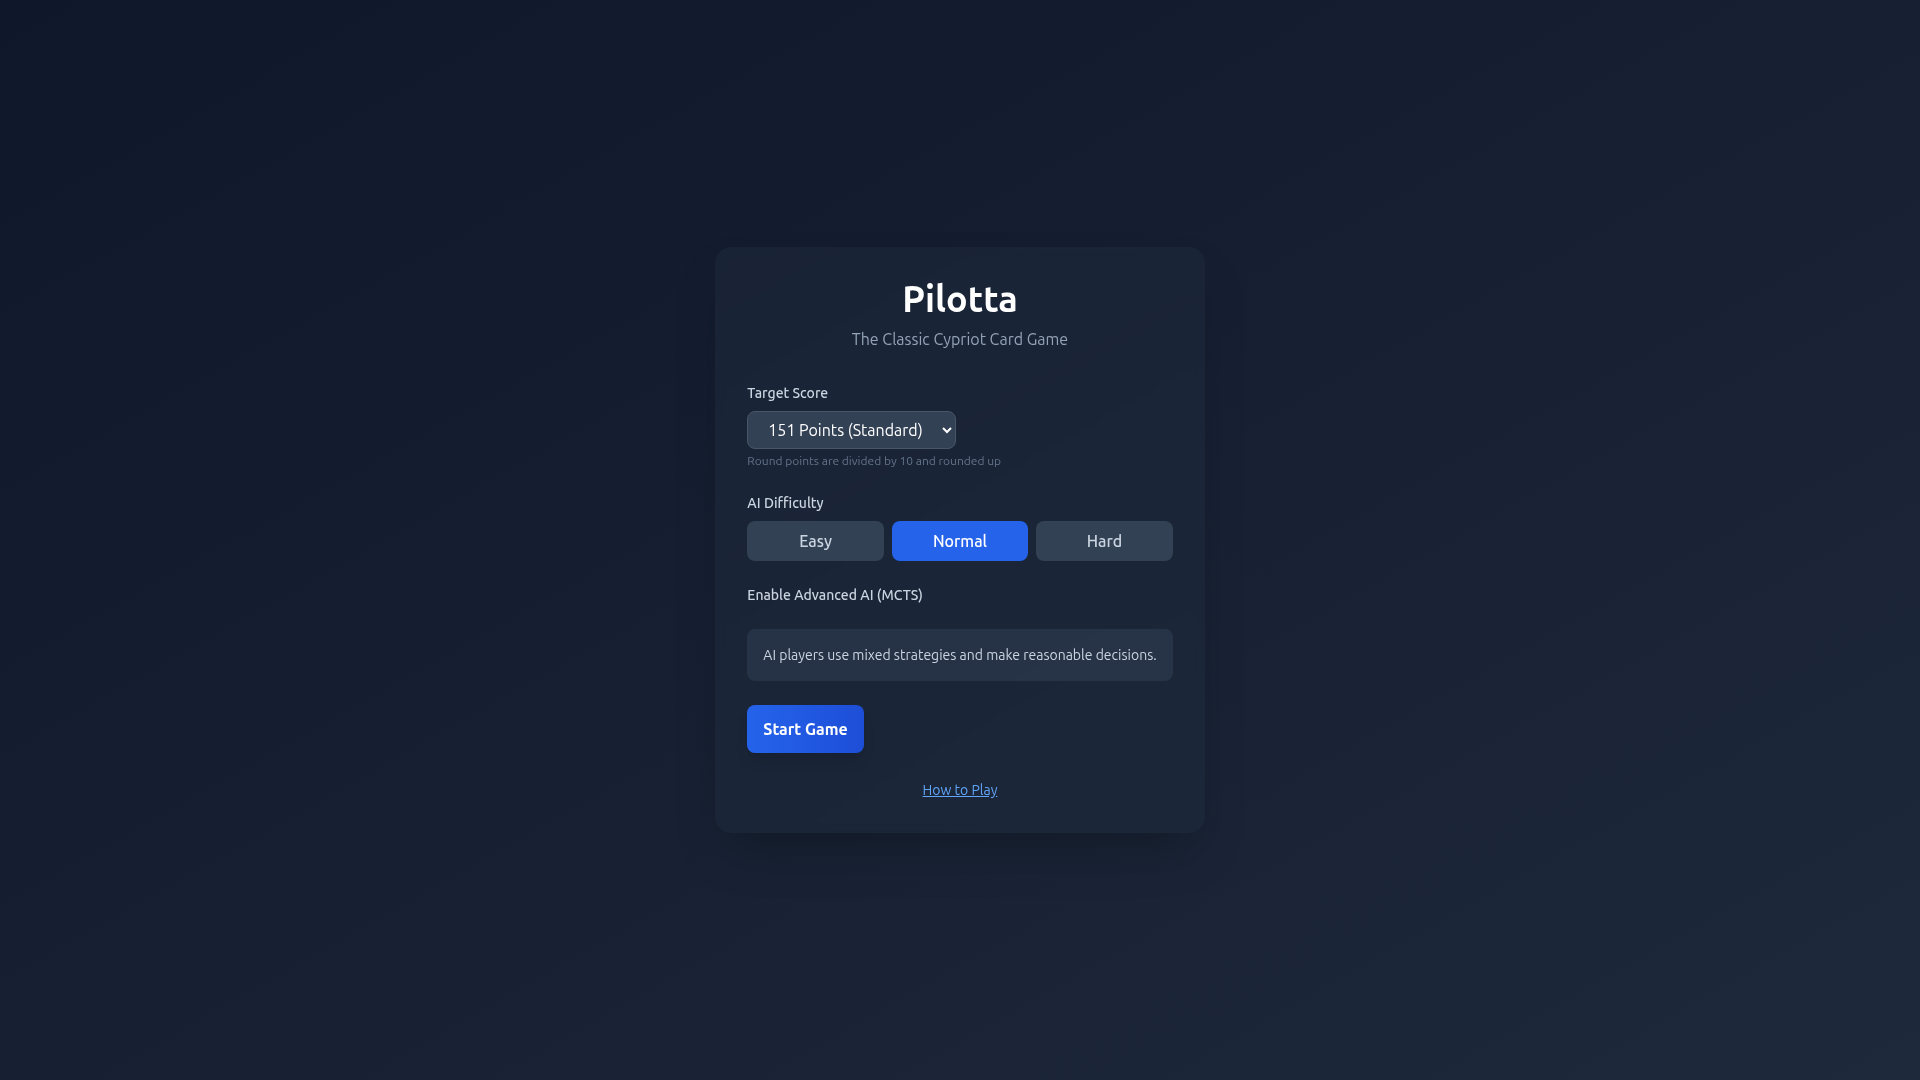 Pilotta
The Classic Cypriot Card Game
Target Score
151 Points (Standard)
Round points are divided by 10 and rounded up
AI Difficulty
Easy Normal Hard
Enable Advanced AI (MCTS)
AI players use mixed strategies and make reasonable decisions.
Start Game
How to Play